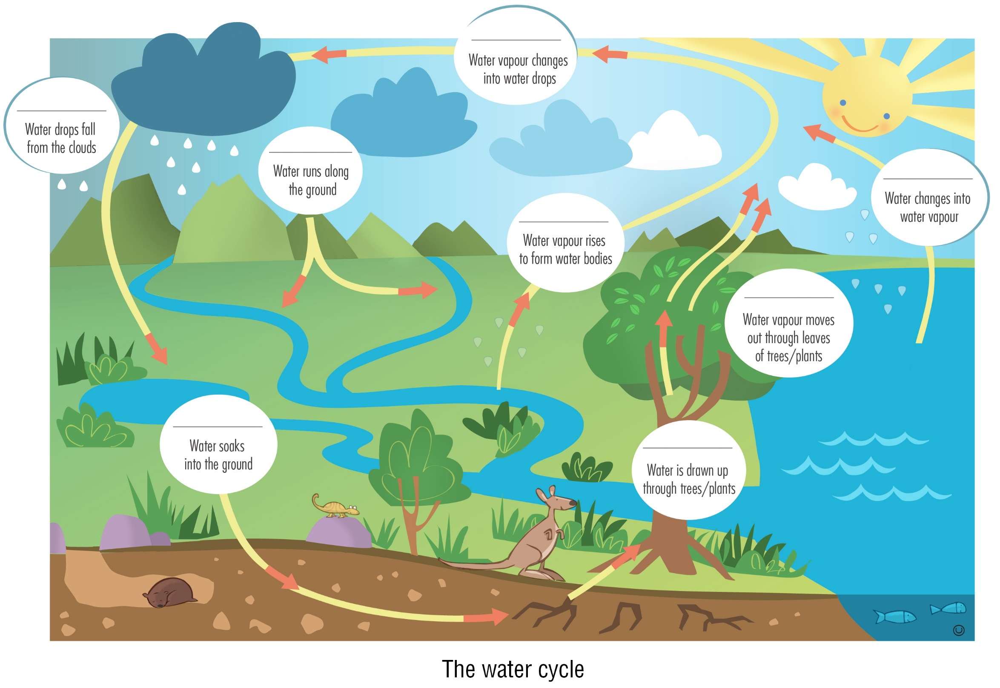 Water vapour changes
into water drops
Water drops fall
from the clouds
Water runs along
the ground
Water changes into
water vapour
Water vapour rises
to form water bodies
Water vapour moves
out through leaves
of trees/plants
Water soaks
into the ground
Water is drawn up
through trees/plants
©
The water cycle